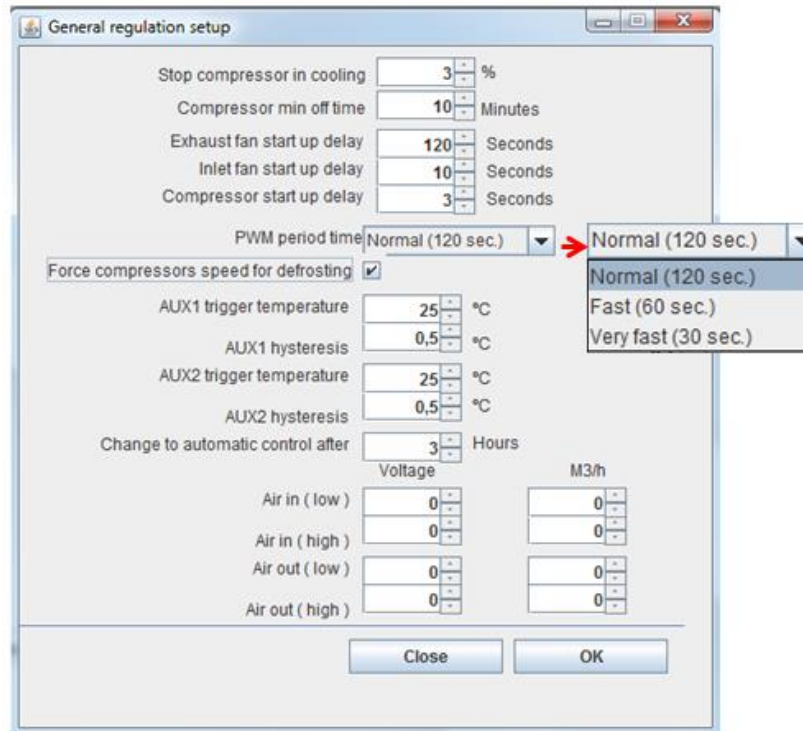 General regulation setup
Stop compressor in cooling 3 %
Compressor min off time 10 Minutes
Exhaust fan start up delay 120 Seconds
Inlet fan start up delay 10 Seconds
Compressor start up delay 3 Seconds
PWM period time Normal (120 sec.) Normal (120 sec.)
Normal (120 sec.)
Force compressors speed for defrosting
Fast (60 sec.)
AUX1 trigger temperature 25 ºC
Very fast (30 sec.)
AUX1 hysteresis 0,5 ºC
AUX2 trigger temperature 25 ºC
AUX2 hysteresis 0,5 ºC
Change to automatic control after 3 Hours
Voltage M3/h
Air in ( low ) 0 0
Air in ( high ) 0 0
Air out ( low ) 0 0
Air out ( high ) 0 0
Close OK